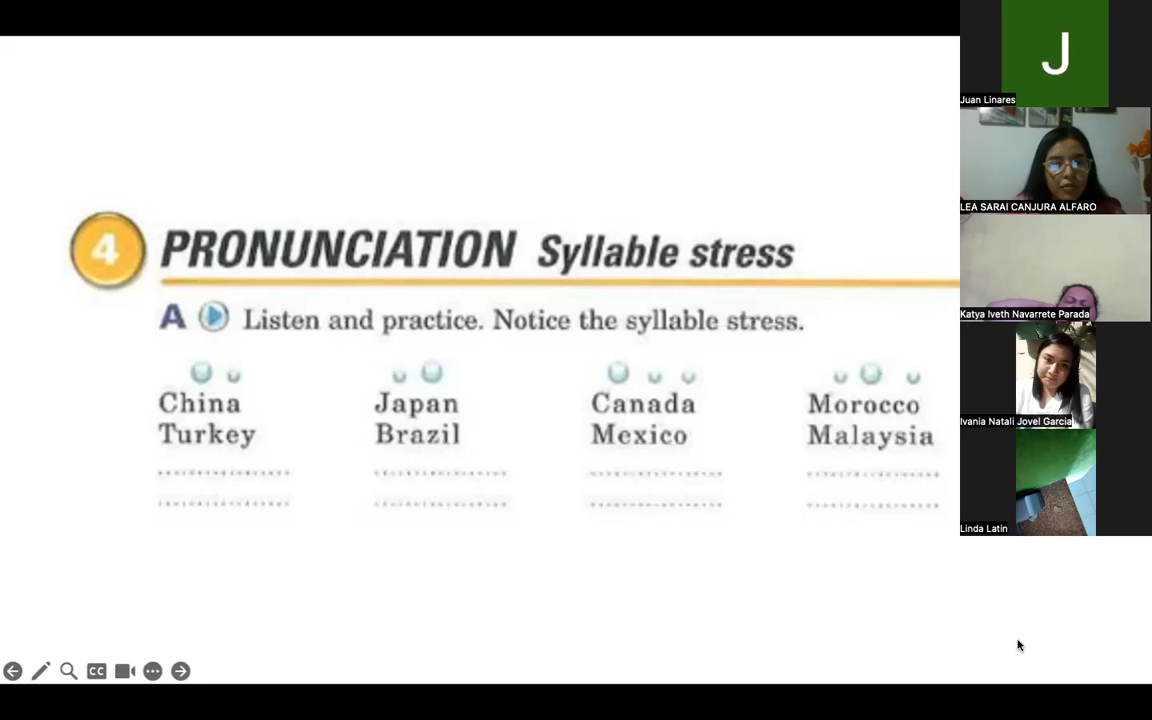 4 PRONUNCIATION Syllable stress
A Listen and practice. Notice the syllable stress.
China Japan Canada Morocco
Turkey Brazil Mexico Malaysia
CC
J
Juan Linares
LEA SARAI CANJURA ALFARO
Katya Iveth Navarrete Parada
Ivania Natali Jovel Garcia
Linda Latin